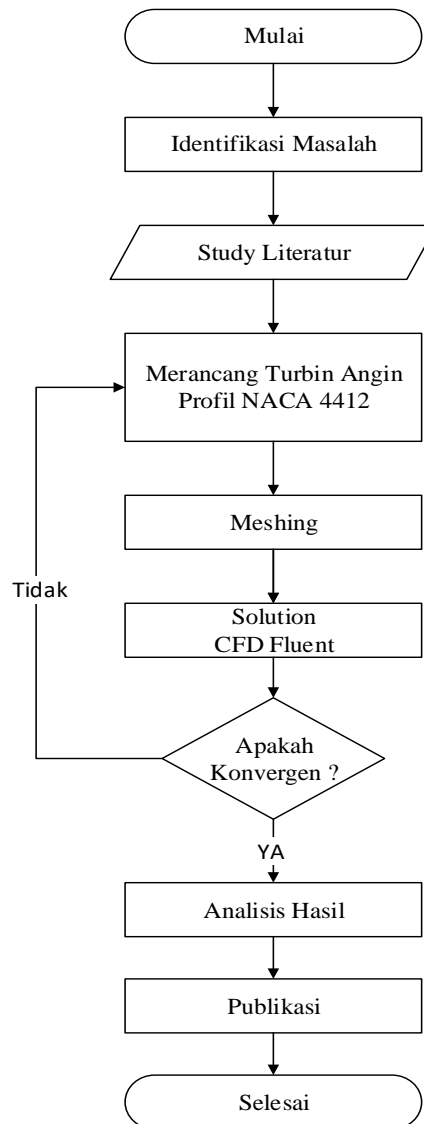 Mulai
Identifikasi Masalah
Study Literatur
Merancang Turbin Angin
Profil NACA 4412
Meshing
Tidak
Solution
CFD Fluent
Apakah
Konvergen ?
YA
Analisis Hasil
Publikasi
Selesai